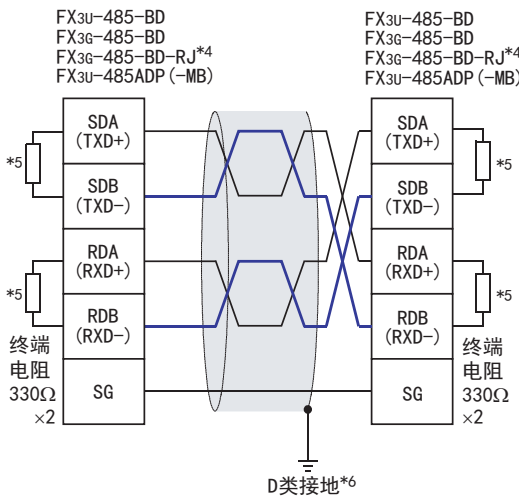 FX3U-485-BD
FX3G-485-BD
FX3G-485-BD-RJ*4
FX3U-485ADP(-MB)
FX3U-485-BD
FX3G-485-BD
FX3G-485-BD-RJ*4
FX3U-485ADP(-MB)
*5
SDA
(TXD+)
SDB
(TXD-)
*5
RDA
(RXD+)
RDB
(RXD-)
SG
终端
电阻
330Ω
×2
SDA
(TXD+)
*5
SDB
(TXD-)
RDA
(RXD+)
*5
RDB
(RXD-)
SG
终端
电阻
330Ω
×2
D类接地*6